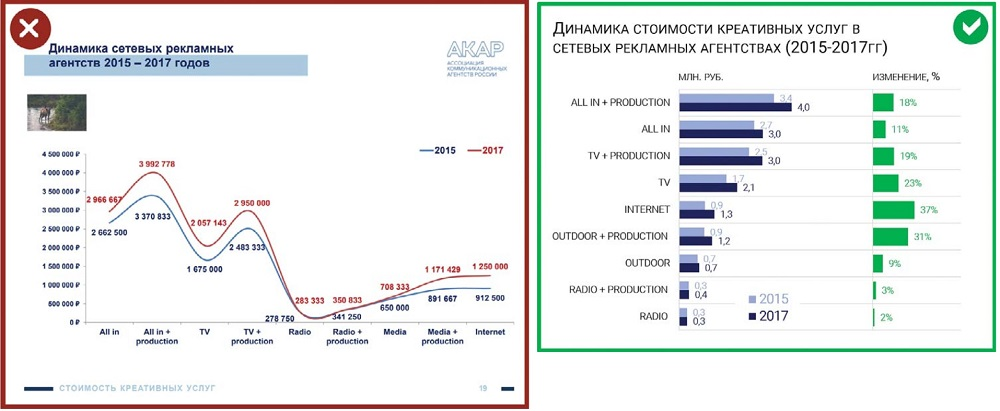 Динамика сетевых рекламных
агентств 2015 – 2017 годов
АКАР
АССОЦИАЦИЯ
КОММУНИКАЦИОННЫХ
АГЕНТСТВ РОССИИ
2015 2017
4 500 000 ₽
4 000 000 ₽
3 500 000 ₽
3 000 000 ₽
2 500 000 ₽
2 000 000 ₽
1 500 000 ₽
1 000 000 ₽
500 000 ₽
0 ₽
2 966 667
3 992 778
2 057 143
2 950 000
283 333
350 833
708 333
1 171 429
1 250 000
2 662 500
3 370 833
1 675 000
2 483 333
278 750
341 250
650 000
891 667
912 500
All in
All in + production
TV
TV + production
Radio
Radio + production
Media
Media + production
Internet
СТОИМОСТЬ КРЕАТИВНЫХ УСЛУГ 19
Динамика стоимости креативных услуг в
сетевых рекламных агентствах (2015-2017гг)
МЛН. РУБ. ИЗМЕНЕНИЕ, %
ALL IN + PRODUCTION 3,4 4,0 18%
ALL IN 2,7 3,0 11%
TV + PRODUCTION 2,5 3,0 19%
TV 1,7 2,1 23%
INTERNET 0,9 1,3 37%
OUTDOOR + PRODUCTION 0,9 1,2 31%
OUTDOOR 0,7 0,7 9%
RADIO + PRODUCTION 0,3 0,4 3%
RADIO 0,3 0,3 2%
2015
2017